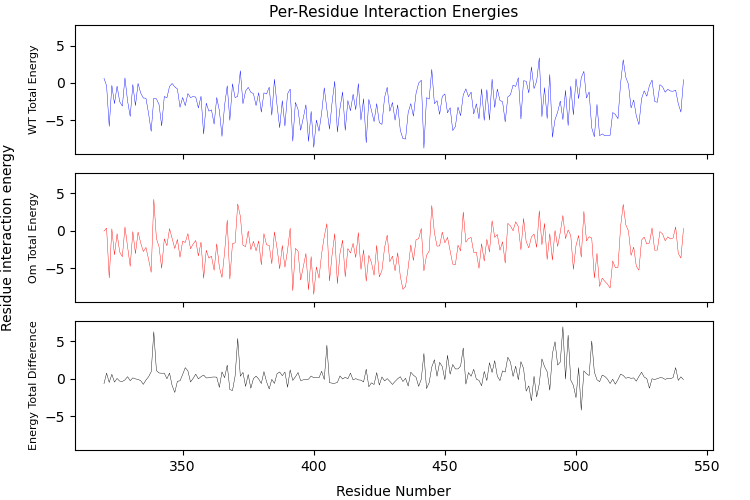 Per-Residue Interaction Energies
Residue interaction energy
WT Total Energy
5
0
−5
Om Total Energy
5
0
−5
Energy Total Difference
5
0
−5
350 400 450 500 550
Residue Number